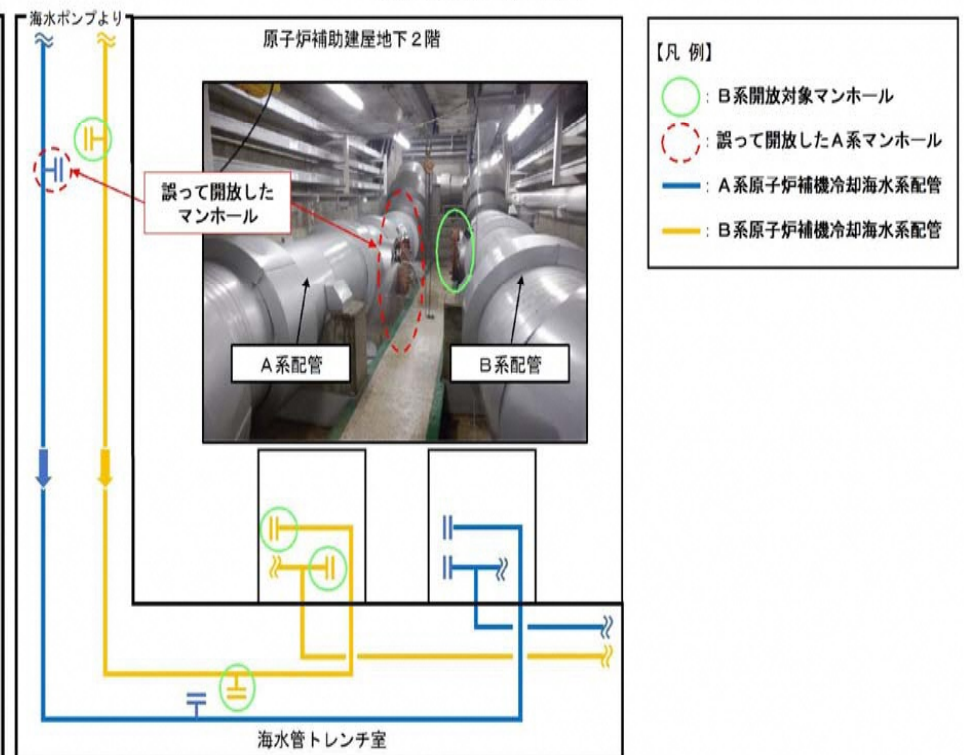 海水ポンプより
原子炉補助建屋地下2階
誤って開放した
マンホール
A系配管
B系配管
海水管トレンチ室
【凡 例】
：B系開放対象マンホール
：誤って開放したA系マンホール
：A系原子炉補機冷却海水系配管
：B系原子炉補機冷却海水系配管